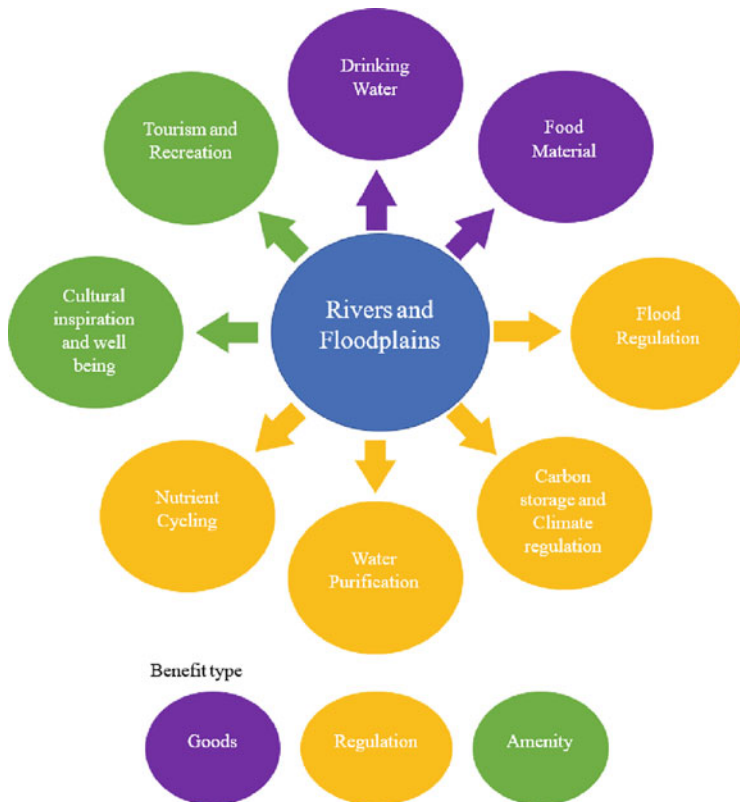 Drinking
Water
Food
Material
Tourism and
Recreation
Rivers and
Floodplains
Flood
Regulation
Cultural
inspiration
and well
being
Carbon
storage and
Climate
regulation
Nutrient
Cycling
Water
Purification
Benefit type
Goods
Regulation
Amenity